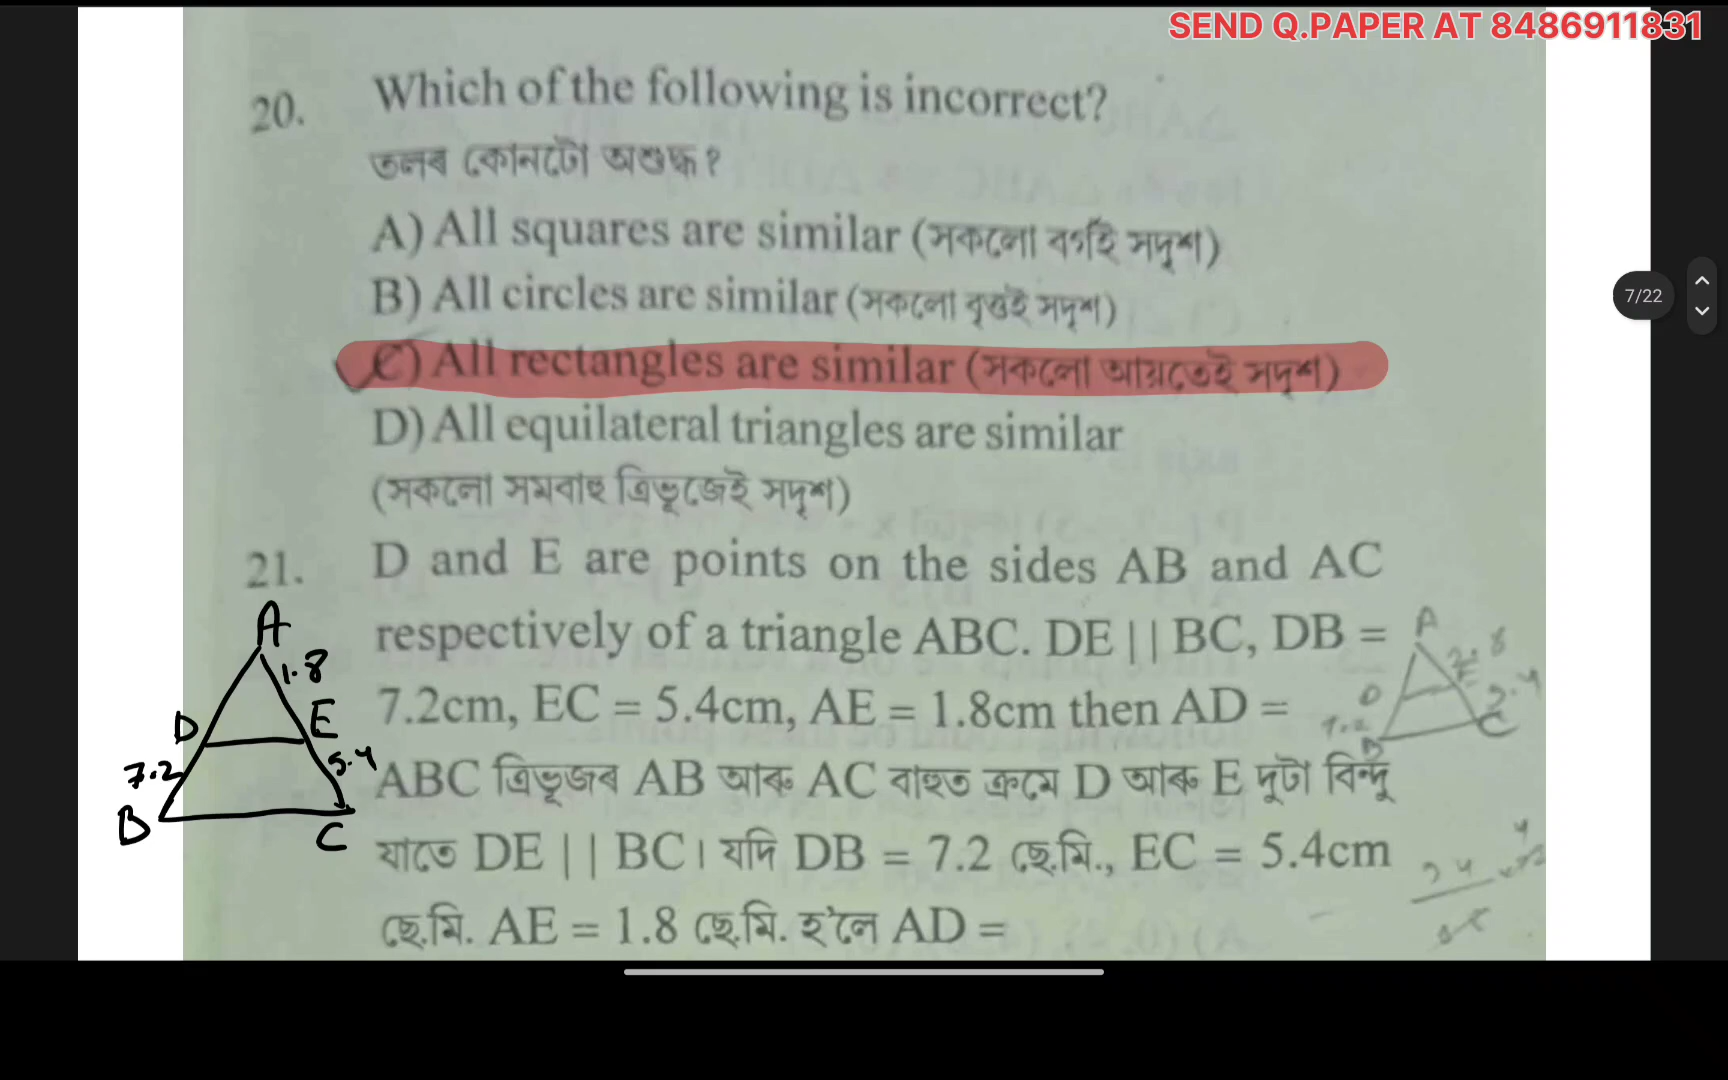 SEND Q.PAPER AT 8486911831
20. Which of the following is incorrect?
তলৰ কোনটো অশুদ্ধ ?
A) All squares are similar (সকলো বৰ্গই সদৃশ)
B) All circles are similar (সকলো বৃত্তই সদৃশ)
C) All rectangles are similar (সকলো আয়তেই সদৃশ)
D) All equilateral triangles are similar
(সকলো সমবাহু ত্ৰিভূজেই সদৃশ)
21. D and E are points on the sides AB and AC
respectively of a triangle ABC. DE || BC, DB =
7.2cm, EC = 5.4cm, AE = 1.8cm then AD =
ABC ত্ৰিভূজৰ AB আৰু AC বাহুত ক্ৰমে D আৰু E দুটা বিন্দু
যাতে DE || BC। যদি DB = 7.2 ছে.মি., EC = 5.4cm
ছে.মি. AE = 1.8 ছে.মি. হ'লে AD =
A
1.8
D
E
7.2
5.4
B
C
A
D
7.2
B
C
7/22